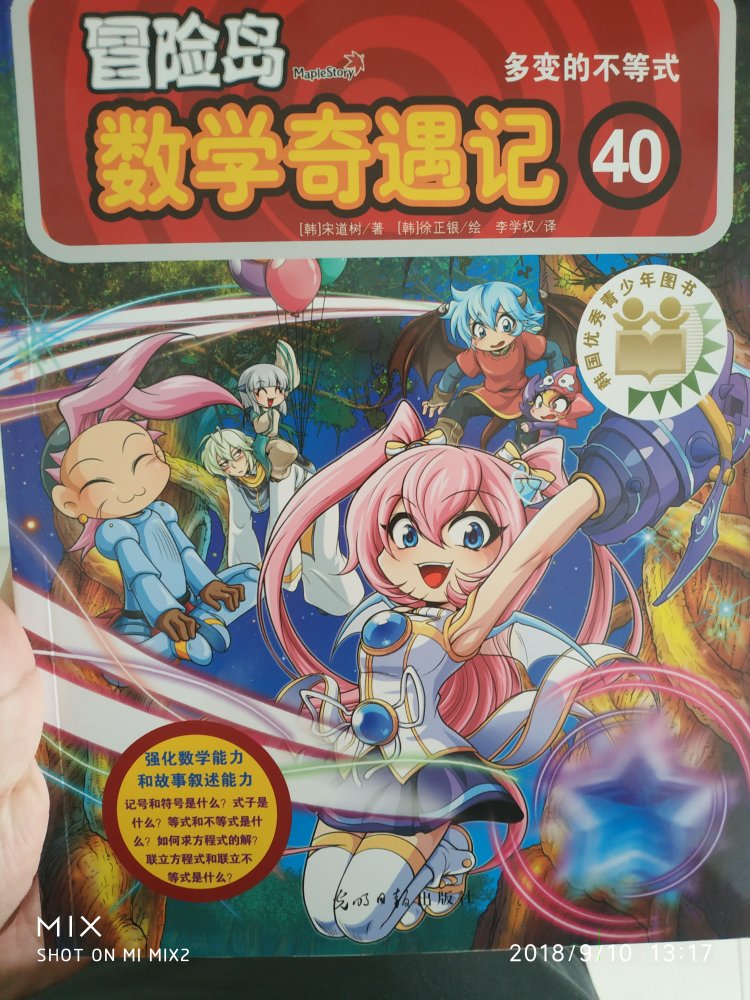 冒险岛
MapleStory
多变的不等式
数学奇遇记
40
[韩]宋道树/著 [韩]徐正银/绘 李学权/译
韩国优秀青少年图书
强化数学能力
和故事叙述能力
记号和符号是什么？式子是
什么？等式和不等式是什
么？如何求方程式的解？
联立方程式和联立不
等式是什么？
光明日报出版社
MIX
SHOT ON MI MIX2
2018/9/10 13:17